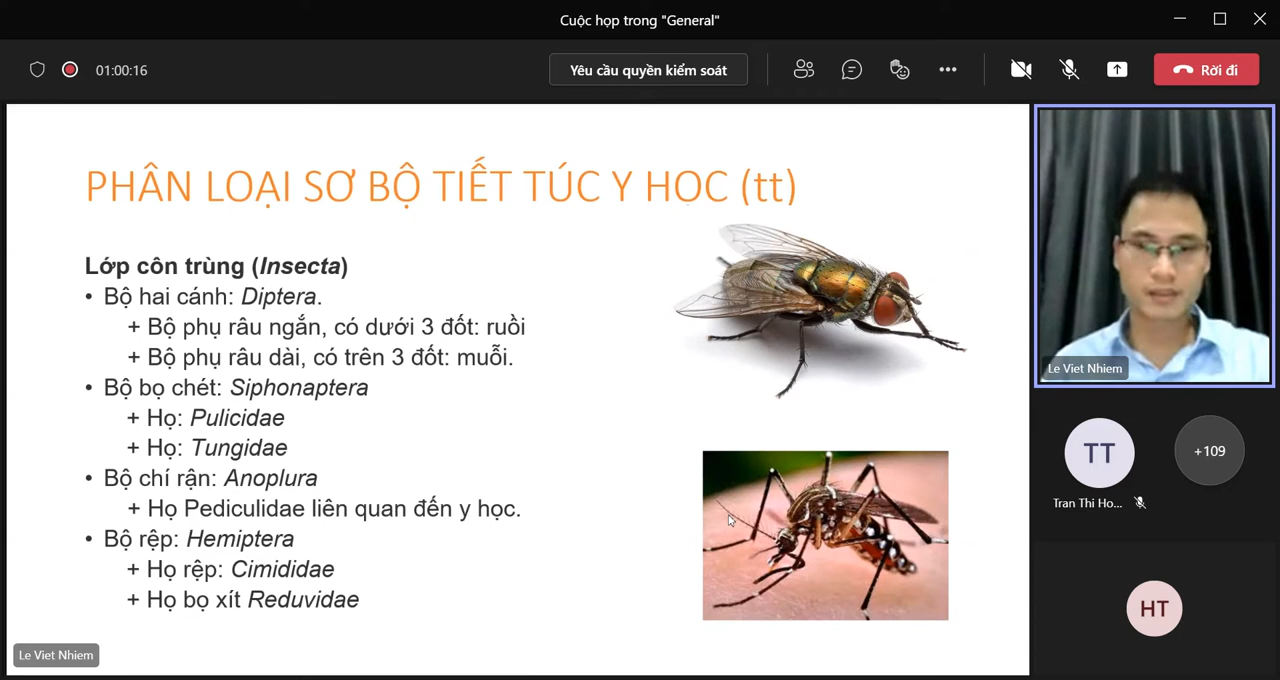 Cuộc họp trong "General"
01:00:16
Yêu cầu quyền kiểm soát
Rời đi
PHÂN LOẠI SƠ BỘ TIẾT TÚC Y HỌC (tt)
Lớp côn trùng (Insecta)
• Bộ hai cánh: Diptera.
+ Bộ phụ râu ngắn, có dưới 3 đốt: ruồi
+ Bộ phụ râu dài, có trên 3 đốt: muỗi.
• Bộ bọ chét: Siphonaptera
+ Họ: Pulicidae
+ Họ: Tungidae
• Bộ chí rận: Anoplura
+ Họ Pediculidae liên quan đến y học.
• Bộ rệp: Hemiptera
+ Họ rệp: Cimididae
+ Họ bọ xít Reduvidae
Le Viet Nhiem
Le Viet Nhiem
TT
+109
Tran Thi Ho...
HT